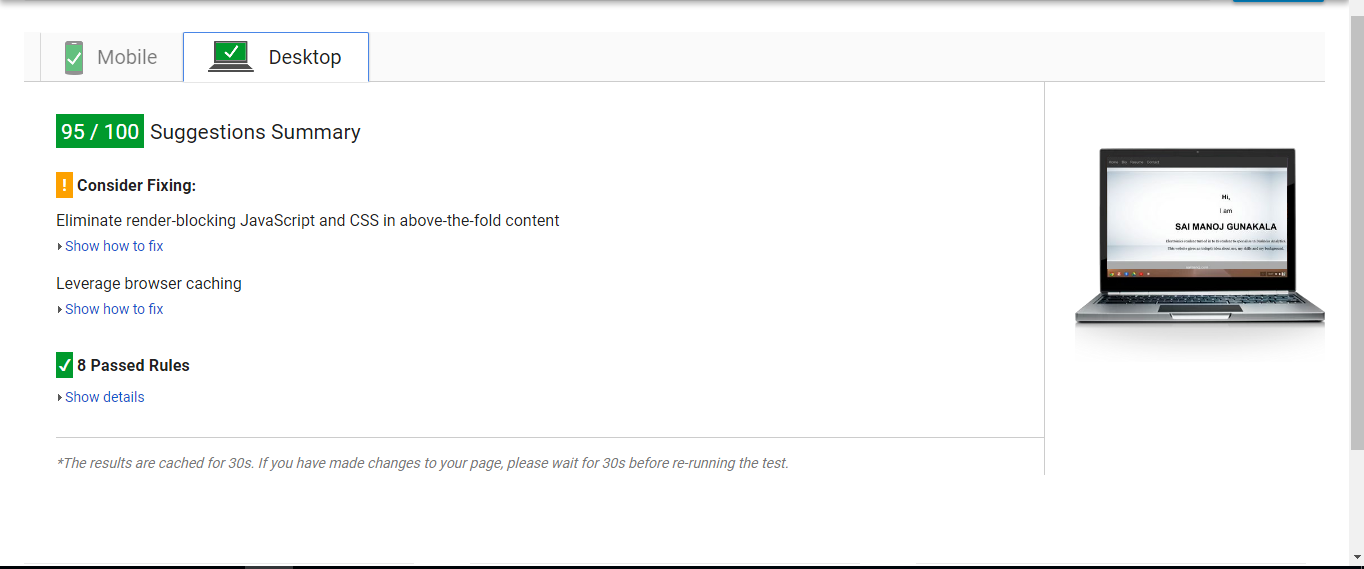 Mobile
Desktop
95 / 100 Suggestions Summary
! Consider Fixing:
Eliminate render-blocking JavaScript and CSS in above-the-fold content
Show how to fix
Leverage browser caching
Show how to fix
8 Passed Rules
Show details
*The results are cached for 30s. If you have made changes to your page, please wait for 30s before re-running the test.
Home Bio Resume Contact
Hi,
I am
SAI MANOJ GUNAKALA